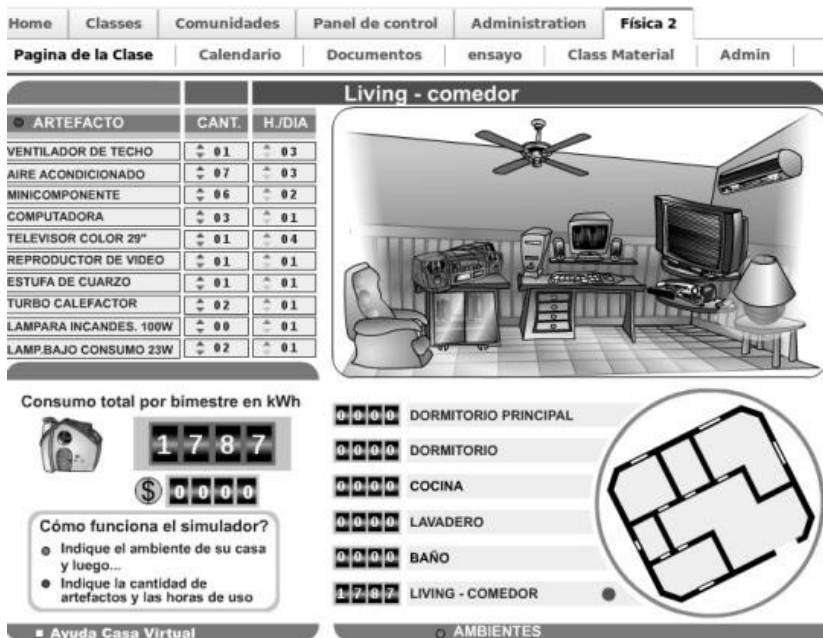 Home Classes Comunidades Panel de control Administration Física 2
Pagina de la Clase Calendario Documentos ensayo Class Material Admin
Living - comedor
ARTEFACTO CANT. H./DIA
VENTILADOR DE TECHO 01 03
AIRE ACONDICIONADO 07 03
MINICOMPONENTE 06 02
COMPUTADORA 03 01
TELEVISOR COLOR 29" 01 04
REPRODUCTOR DE VIDEO 01 01
ESTUFA DE CUARZO 01 01
TURBO CALEFACTOR 02 01
LAMPARA INCANDES. 100W 00 01
LAMP.BAJO CONSUMO 23W 02 01
Consumo total por bimestre en kWh
1787
$ 0000
Cómo funciona el simulador?
Indique el ambiente de su casa
y luego...
Indique la cantidad de
artefactos y las horas de uso
Ayuda Casa Virtual
0000 DORMITORIO PRINCIPAL
0000 DORMITORIO
0000 COCINA
0000 LAVADERO
0000 BAÑO
1787 LIVING - COMEDOR
AMBIENTES